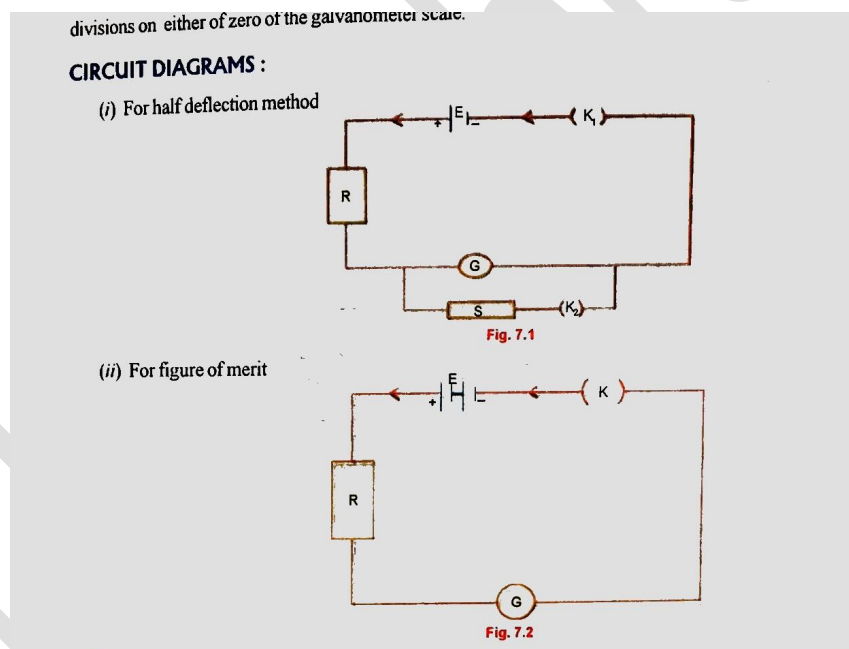 divisions on either of zero of the galvanometer scale.
CIRCUIT DIAGRAMS :
(i) For half deflection method
E
+ –
( K₁ )
R
G
S
(K₂)
Fig. 7.1
(ii) For figure of merit
E
+ –
( K )
R
G
Fig. 7.2